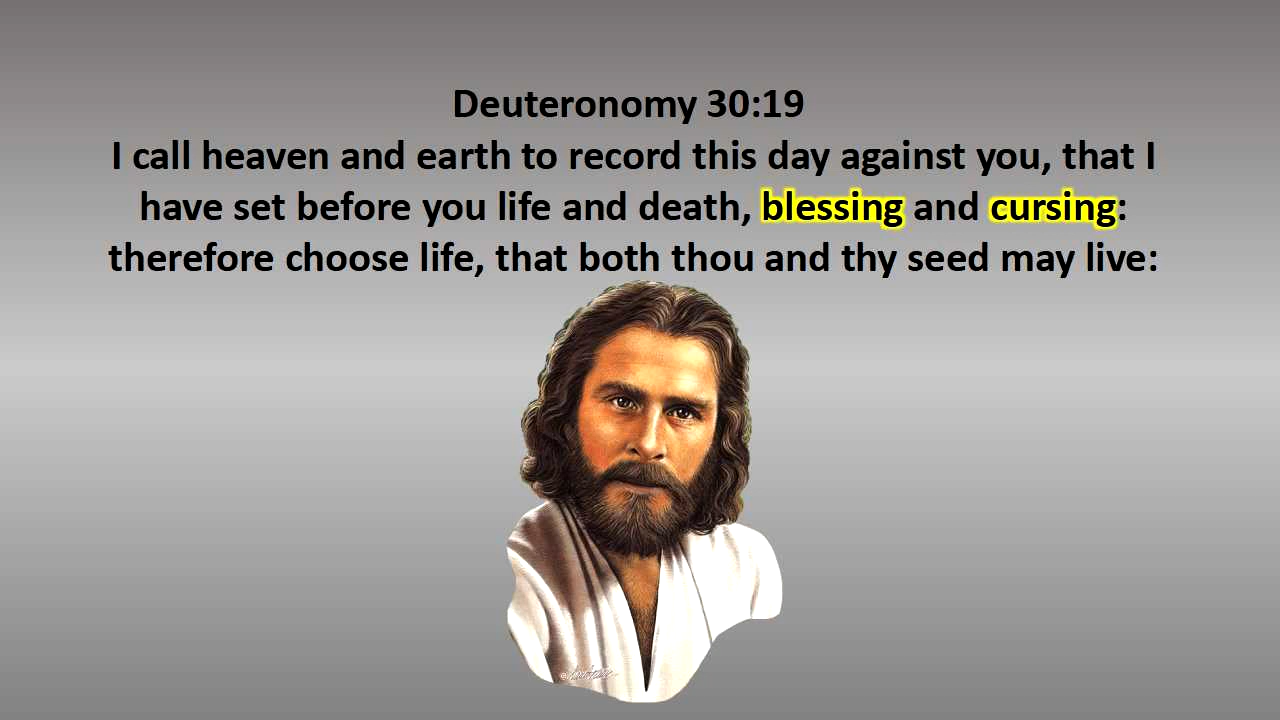 Deuteronomy 30:19
I call heaven and earth to record this day against you, that I
have set before you life and death, blessing and cursing:
therefore choose life, that both thou and thy seed may live: